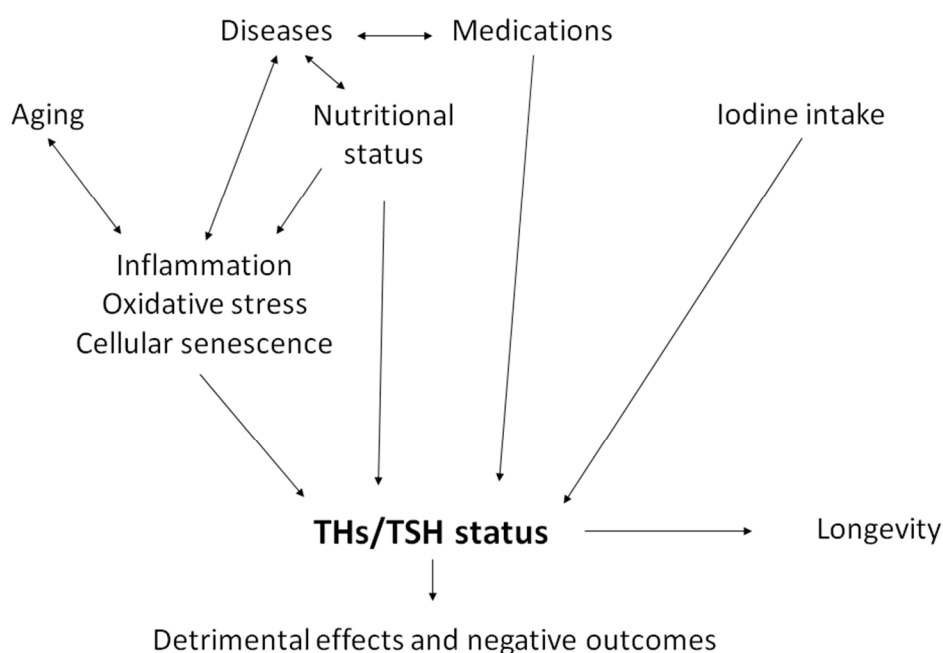 Diseases
Medications
Aging
Nutritional
status
Iodine intake
Inflammation
Oxidative stress
Cellular senescence
THs/TSH status
Longevity
Detrimental effects and negative outcomes